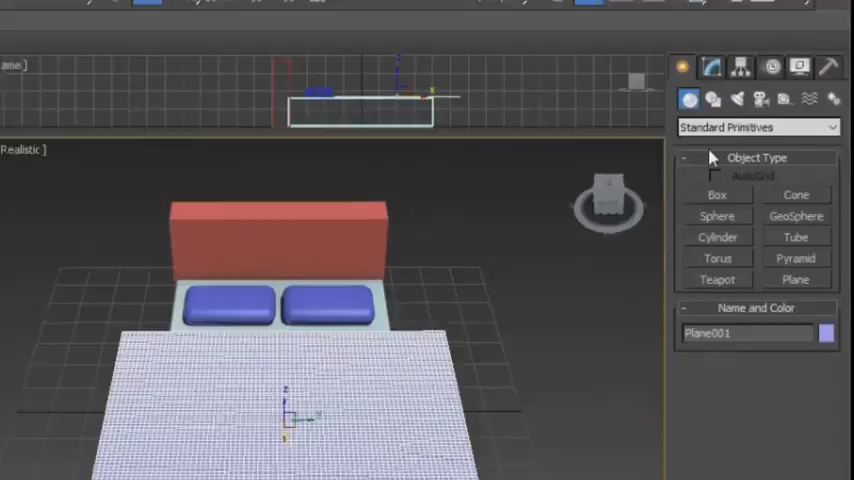 ame ]
Standard Primitives
- Object Type
AutoGrid
Box Cone
Sphere GeoSphere
Cylinder Tube
Torus Pyramid
Teapot Plane
Realistic ]
- Name and Color
Plane001
z
x
z